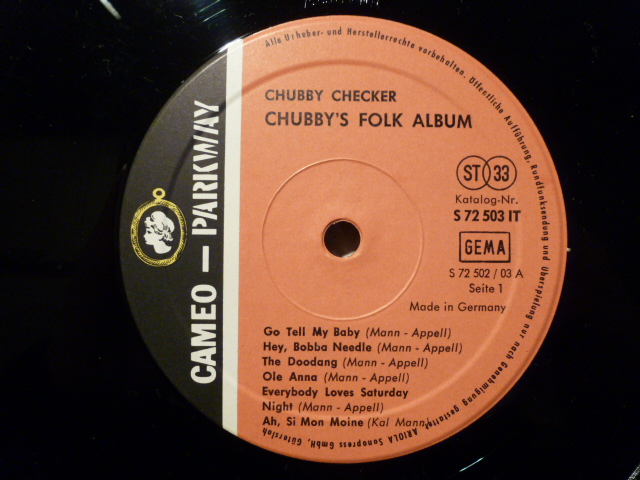 Alle Urheber- und Herstellerrechte vorbehalten. Öffentliche Aufführung, Rundfunksendung und Überspielung nur nach Genehmigung gestattet
ARIOLA Sonopress GmbH, Gütersloh
CAMEO – PARKWAY
CHUBBY CHECKER
CHUBBY'S FOLK ALBUM
ST 33
Katalog-Nr.
S 72 503 IT
GEMA
S 72 502 / 03 A
Seite 1
Made in Germany
Go Tell My Baby (Mann - Appell)
Hey, Bobba Needle (Mann - Appell)
The Doodang (Mann - Appell)
Ole Anna (Mann - Appell)
Everybody Loves Saturday
Night (Mann - Appell)
Ah, Si Mon Moine (Kal Mann)